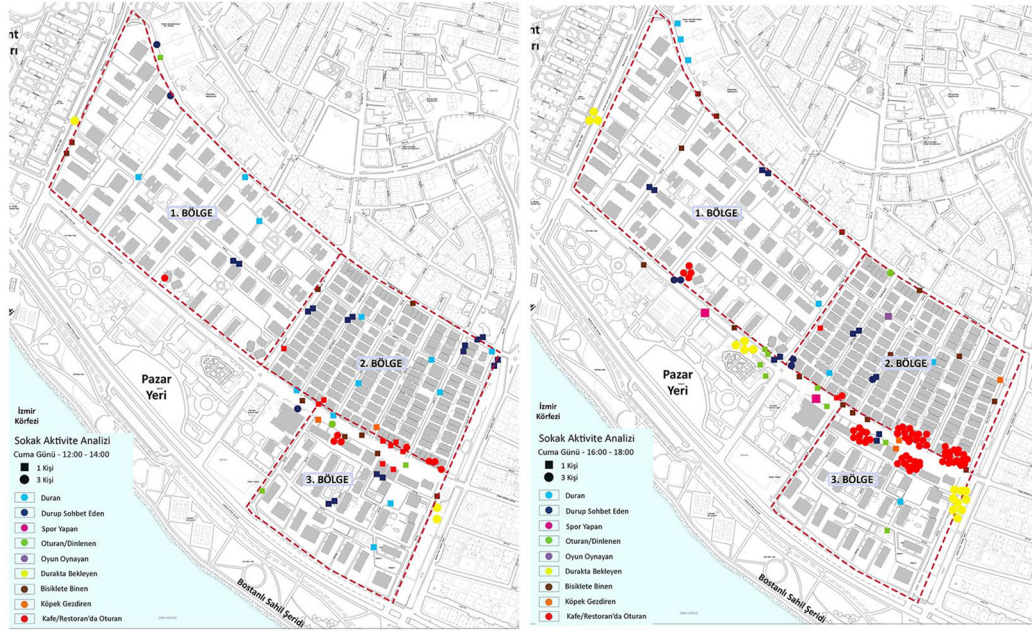 nt
rı
1. BÖLGE
2. BÖLGE
Pazar
Yeri
İzmir
Körfezi
3. BÖLGE
Bostanlı Sahil Şeridi
Sokak Aktivite Analizi
Cuma Günü - 12:00 - 14:00
1 Kişi
3 Kişi
Duran
Durup Sohbet Eden
Spor Yapan
Oturan/Dinlenen
Oyun Oynayan
Durakta Bekleyen
Bisiklete Binen
Köpek Gezdiren
Kafe/Restoran'da Oturan
nt
rı
1. BÖLGE
2. BÖLGE
Pazar
Yeri
İzmir
Körfezi
3. BÖLGE
Bostanlı Sahil Şeridi
Sokak Aktivite Analizi
Cuma Günü - 16:00 - 18:00
1 Kişi
3 Kişi
Duran
Durup Sohbet Eden
Spor Yapan
Oturan/Dinlenen
Oyun Oynayan
Durakta Bekleyen
Bisiklete Binen
Köpek Gezdiren
Kafe/Restoran'da Oturan